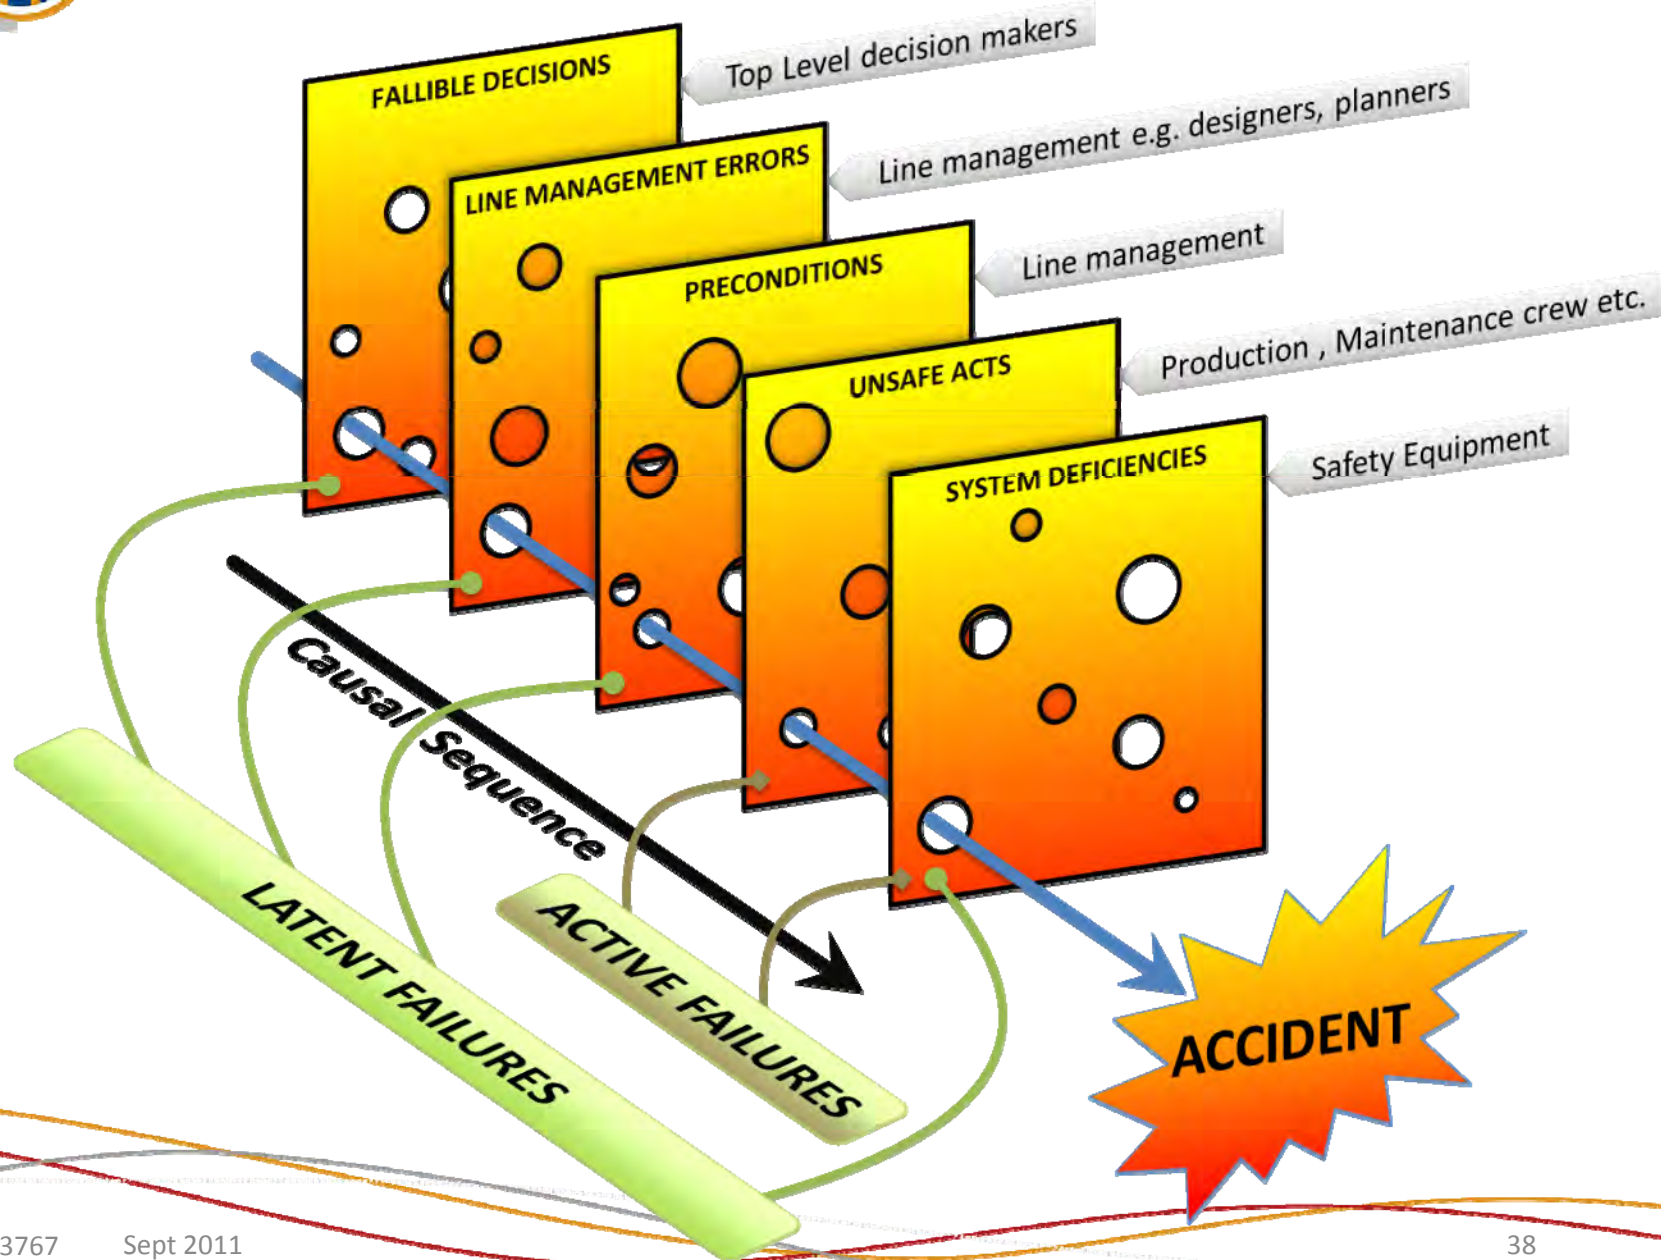 FALLIBLE DECISIONS
Top Level decision makers
LINE MANAGEMENT ERRORS
Line management e.g. designers, planners
PRECONDITIONS
Line management
UNSAFE ACTS
Production , Maintenance crew etc.
SYSTEM DEFICIENCIES
Safety Equipment
Causal Sequence
LATENT FAILURES
ACTIVE FAILURES
ACCIDENT
3767 Sept 2011
38